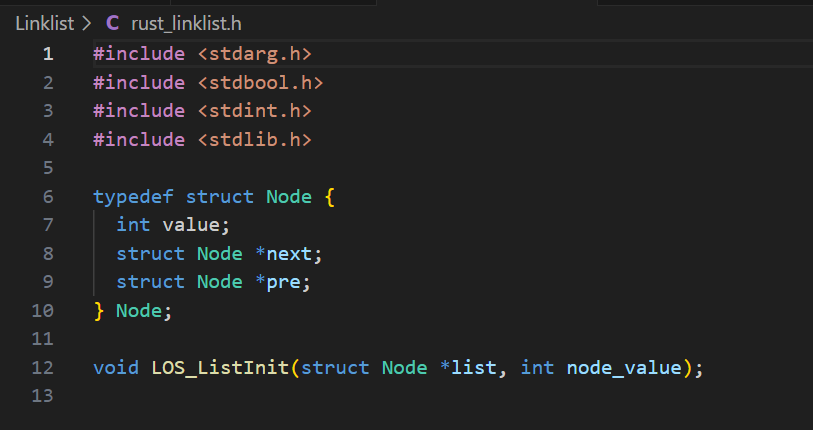 Linklist > C rust_linklist.h
1 #include <stdarg.h>
2 #include <stdbool.h>
3 #include <stdint.h>
4 #include <stdlib.h>
5
6 typedef struct Node {
7   int value;
8   struct Node *next;
9   struct Node *pre;
10 } Node;
11
12 void LOS_ListInit(struct Node *list, int node_value);
13